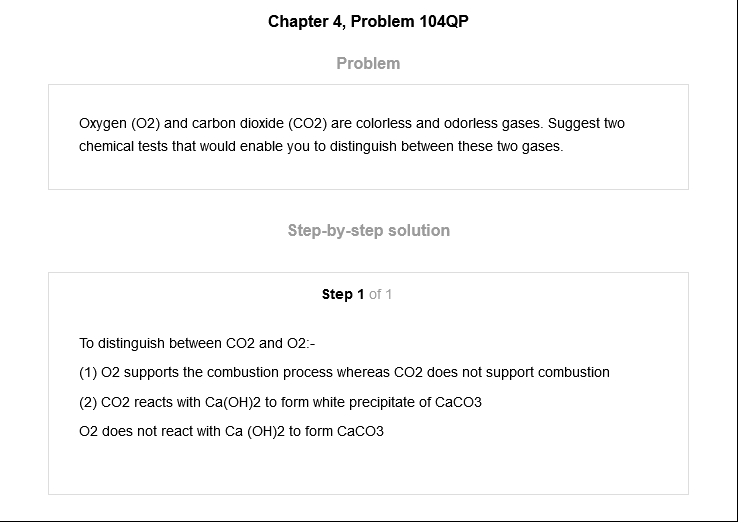 Chapter 4, Problem 104QP
Problem
Oxygen (O2) and carbon dioxide (CO2) are colorless and odorless gases. Suggest two
chemical tests that would enable you to distinguish between these two gases.
Step-by-step solution
Step 1 of 1
To distinguish between CO2 and O2:-
(1) O2 supports the combustion process whereas CO2 does not support combustion
(2) CO2 reacts with Ca(OH)2 to form white precipitate of CaCO3
O2 does not react with Ca (OH)2 to form CaCO3